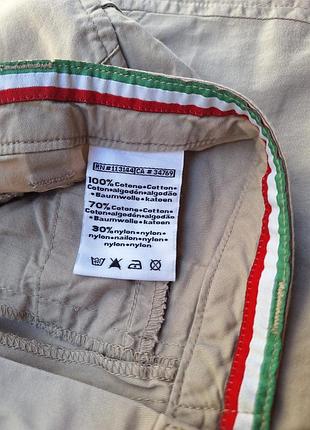 RN#113144 CA # 34769
100% Cotone•Cotton•
Coton•algodón•algodão
•Baumwolle•katoen
70% Cotone•Cotton•
Coton•algodón•algodão
•Baumwolle•katoen
30% nylon•nylon•
nylon•nailon•nylon•
nylon•nylon